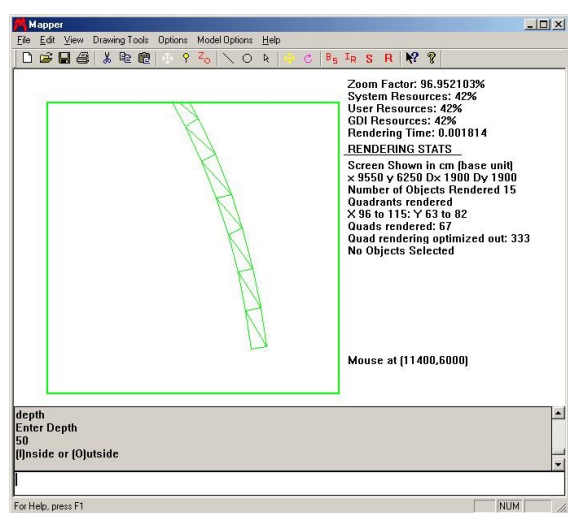 Mapper
File Edit View Drawing Tools Options Model Options Help
B5 IR S R
Zoom Factor: 96.952103%
System Resources: 42%
User Resources: 42%
GDI Resources: 42%
Rendering Time: 0.001814
RENDERING STATS
Screen Shown in cm (base unit)
x 9550 y 6250 Dx 1900 Dy 1900
Number of Objects Rendered 15
Quadrants rendered
X 96 to 115: Y 63 to 82
Quads rendered: 67
Quad rendering optimized out: 333
No Objects Selected
Mouse at (11400,6000)
depth
Enter Depth
50
(I)nside or (O)utside
For Help, press F1
NUM